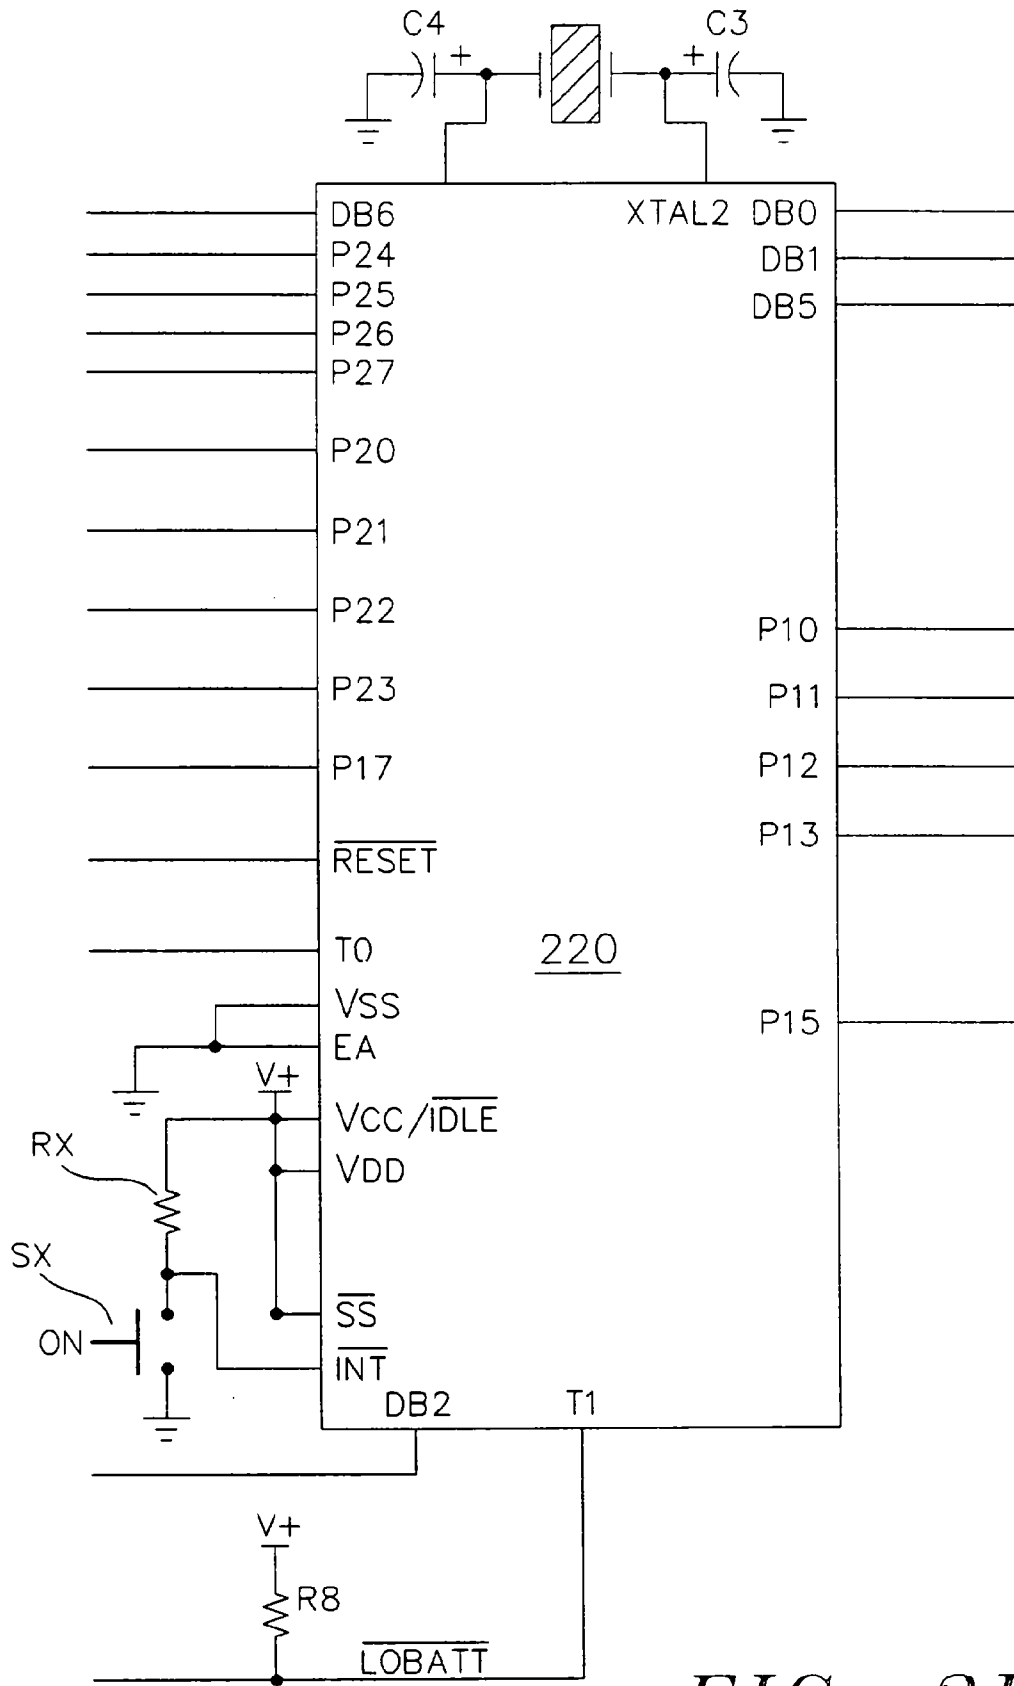 C4 C3
+ +
DB6 XTAL2 DB0
P24 DB1
P25 DB5
P26
P27
P20
P21
P22 P10
P23 P11
P17 P12
P13
RESET
T0 220
VSS P15
EA
V+
VCC/IDLE
RX VDD
SX SS
ON INT
DB2 T1
V+
R8
LOBATT